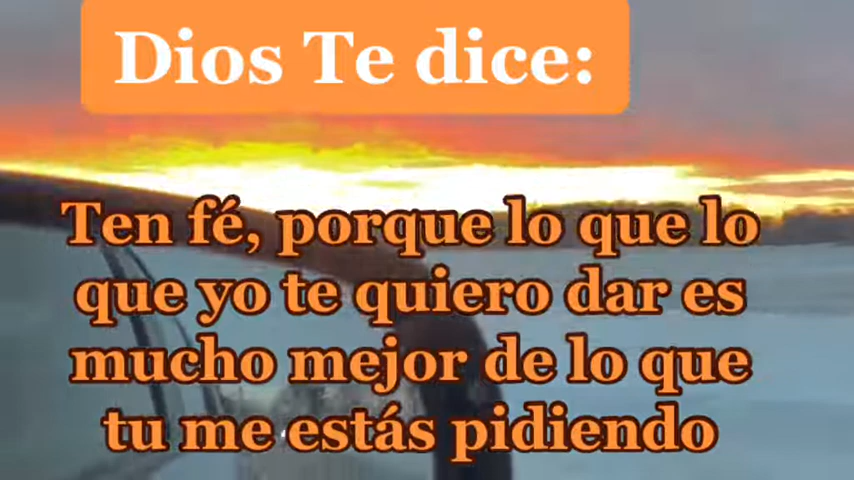 Dios Te dice:
Ten fé, porque lo que lo
que yo te quiero dar es
mucho mejor de lo que
tu me estás pidiendo